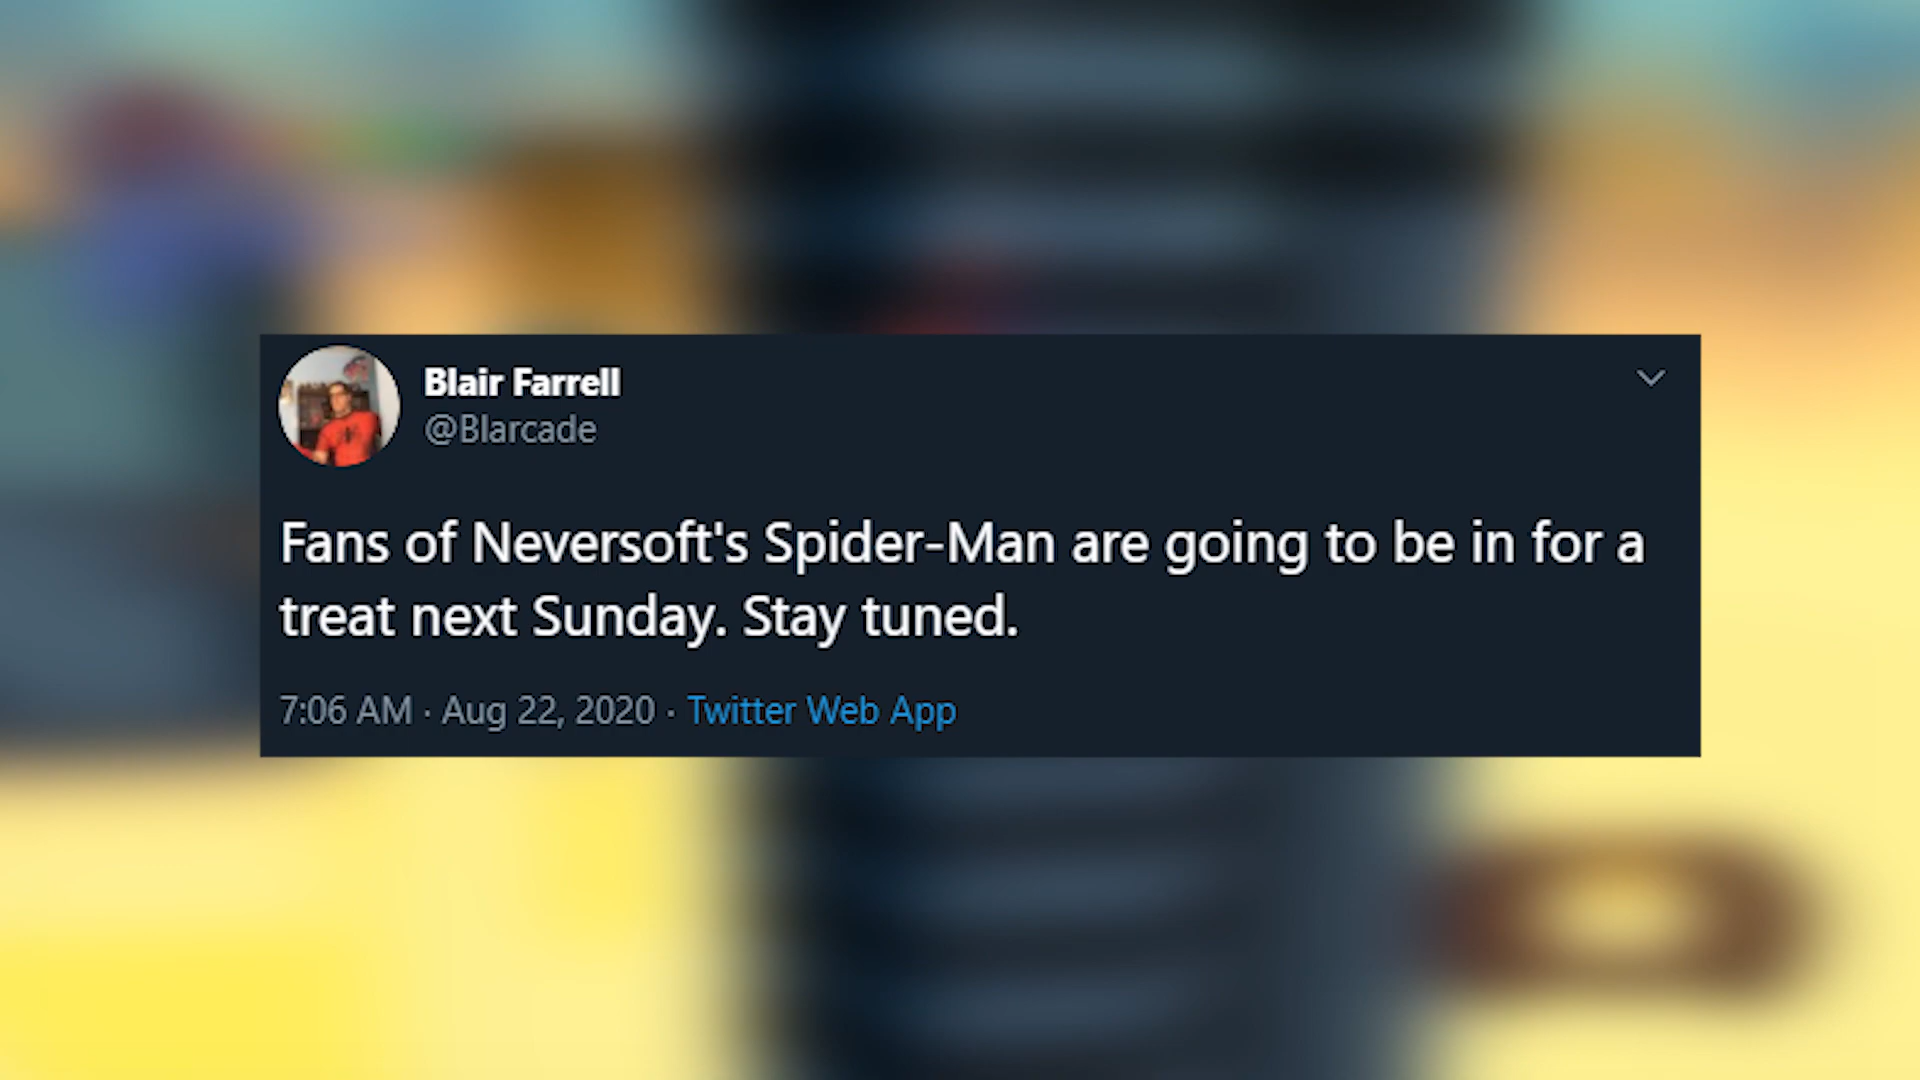 Blair Farrell
@Blarcade
Fans of Neversoft's Spider-Man are going to be in for a
treat next Sunday. Stay tuned.
7:06 AM · Aug 22, 2020 · Twitter Web App